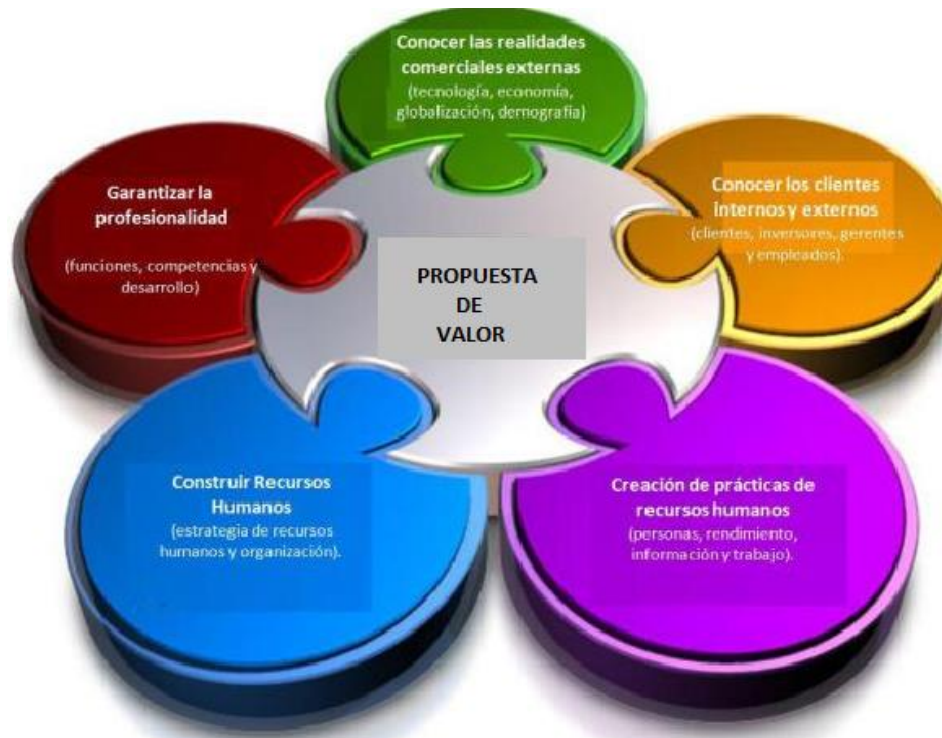 Conocer las realidades
comerciales externas
(tecnología, economía,
globalización, demografía)
Garantizar la
profesionalidad
(funciones, competencias y
desarrollo)
Conocer los clientes
internos y externos
(clientes, inversores, gerentes
y empleados).
PROPUESTA
DE
VALOR
Construir Recursos
Humanos
(estrategia de recursos
humanos y organización).
Creación de prácticas de
recursos humanos
(personas, rendimiento,
información y trabajo).